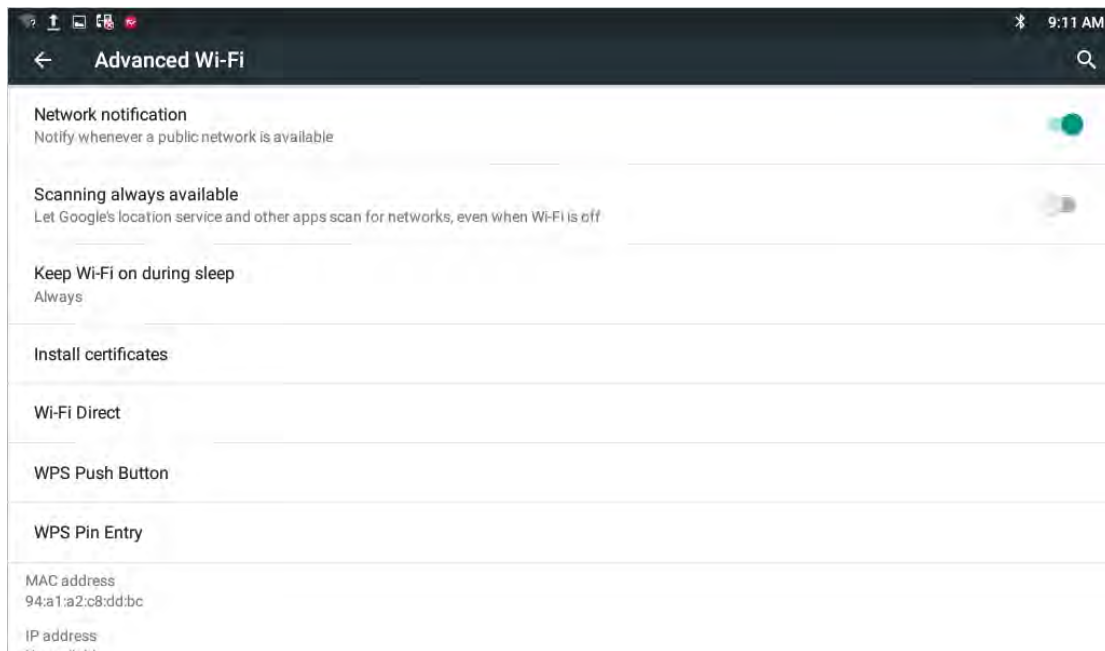 9:11 AM
Advanced Wi-Fi
Network notification
Notify whenever a public network is available
Scanning always available
Let Google's location service and other apps scan for networks, even when Wi-Fi is off
Keep Wi-Fi on during sleep
Always
Install certificates
Wi-Fi Direct
WPS Push Button
WPS Pin Entry
MAC address
94:a1:a2:c8:dd:bc
IP address